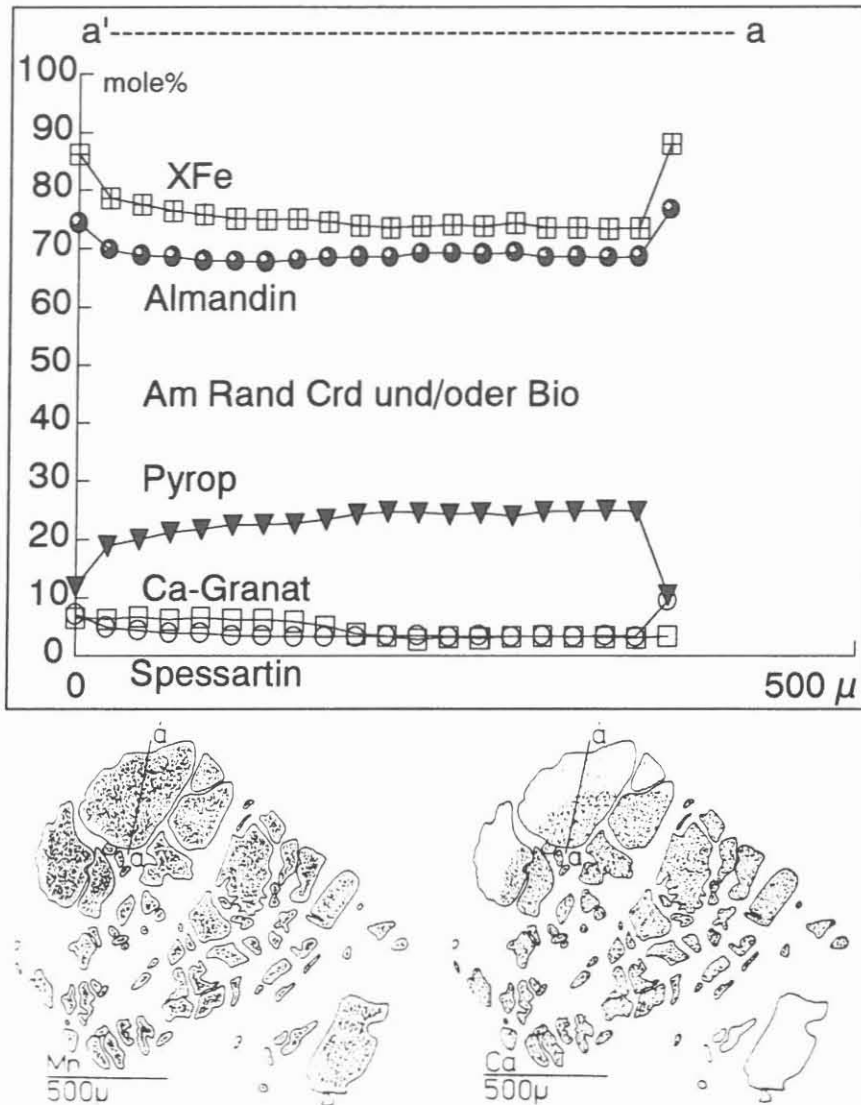 a'------------------------------------ a
100
mole%
90
XFe
80
70
Almandin
60
50
Am Rand Crd und/oder Bio
40
Pyrop
30
20
Ca-Granat
10
0
Spessartin
0
500 μ
a
a
a
a
Mn
500μ
Ca
500μ